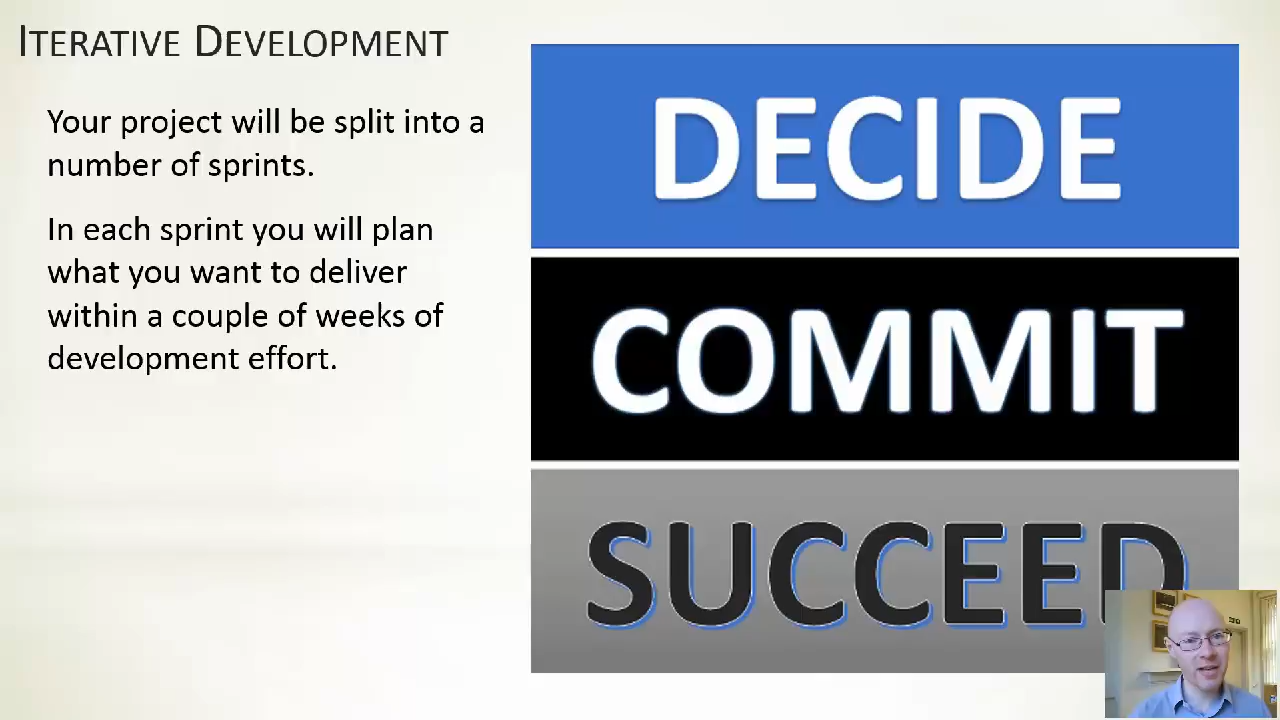 ITERATIVE DEVELOPMENT
Your project will be split into a
number of sprints.
In each sprint you will plan
what you want to deliver
within a couple of weeks of
development effort.
DECIDE
COMMIT
SUCCEED